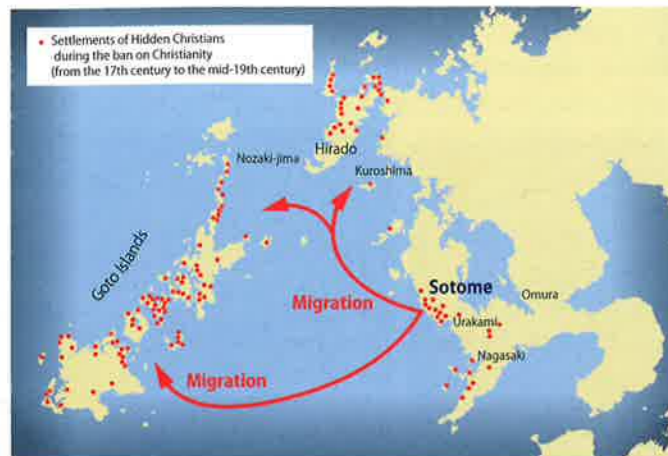 Settlements of Hidden Christians
during the ban on Christianity
(from the 17th century to the mid-19th century)
Hirado
Nozaki-jima
Kuroshima
Goto Islands
Sotome
Migration
Omura
Urakami
Nagasaki
Migration